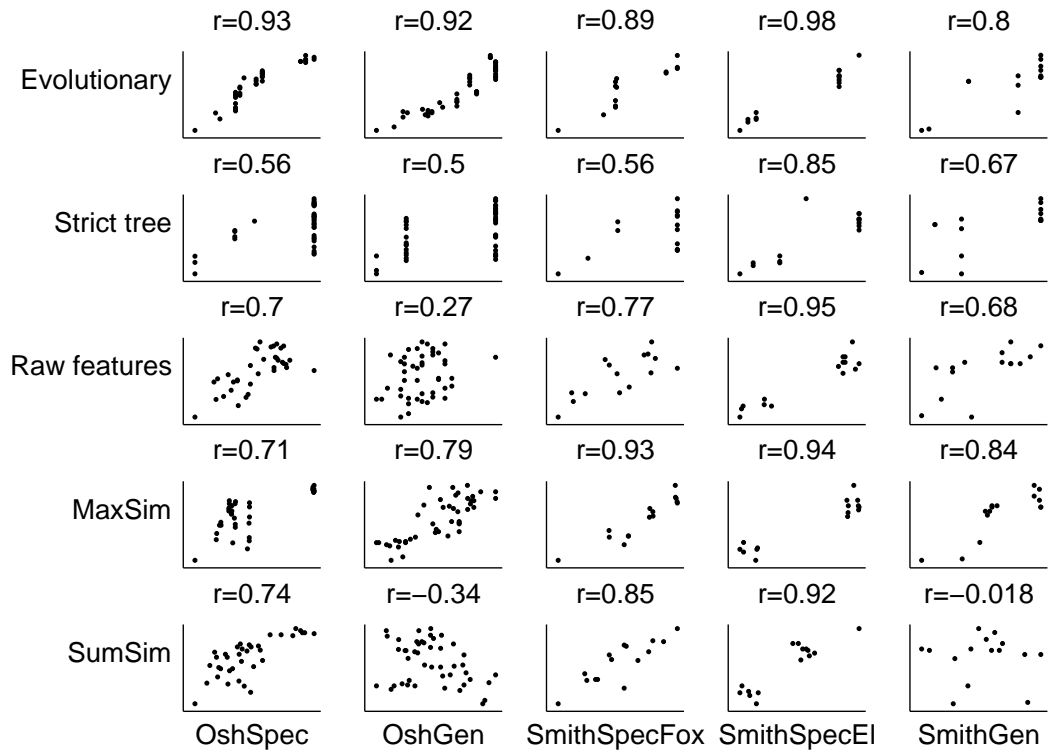 r=0.93 r=0.92 r=0.89 r=0.98 r=0.8
Evolutionary
r=0.56 r=0.5 r=0.56 r=0.85 r=0.67
Strict tree
r=0.7 r=0.27 r=0.77 r=0.95 r=0.68
Raw features
r=0.71 r=0.79 r=0.93 r=0.94 r=0.84
MaxSim
r=0.74 r=−0.34 r=0.85 r=0.92 r=−0.018
SumSim
OshSpec OshGen SmithSpecFox SmithSpecEl SmithGen